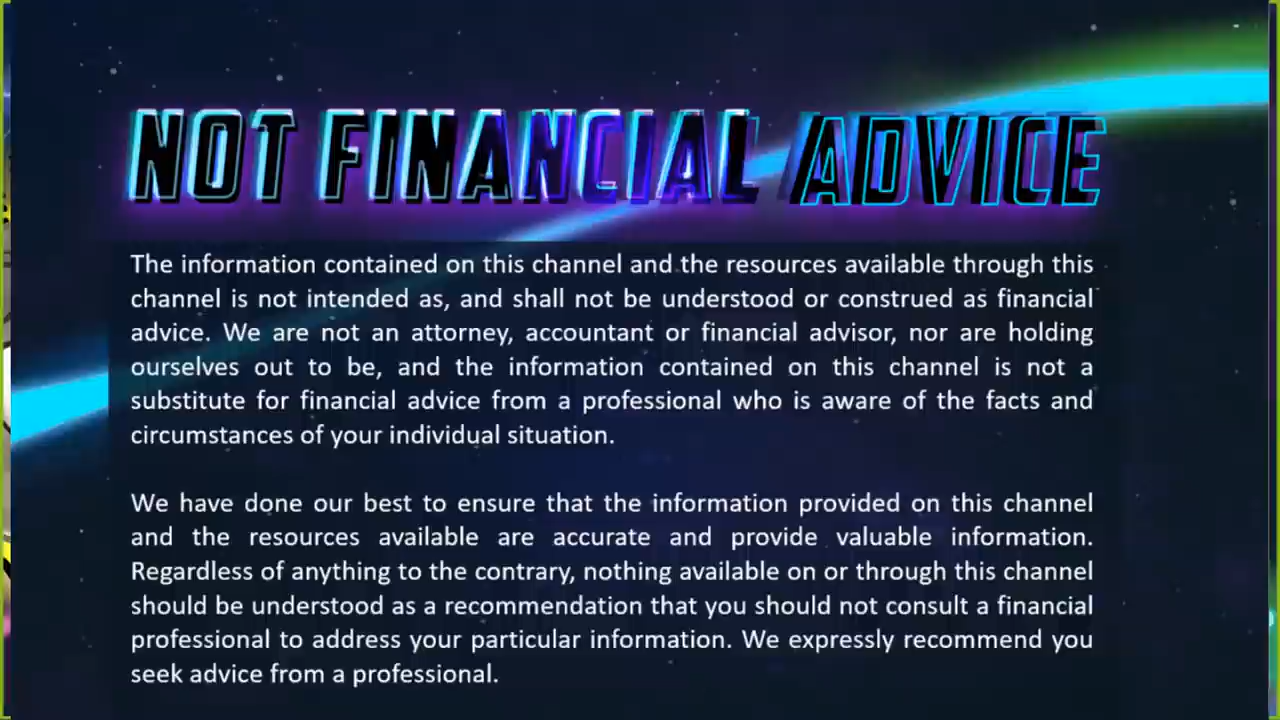 NOT FINANCIAL ADVICE
The information contained on this channel and the resources available through this
channel is not intended as, and shall not be understood or construed as financial
advice. We are not an attorney, accountant or financial advisor, nor are holding
ourselves out to be, and the information contained on this channel is not a
substitute for financial advice from a professional who is aware of the facts and
circumstances of your individual situation.
We have done our best to ensure that the information provided on this channel
and the resources available are accurate and provide valuable information.
Regardless of anything to the contrary, nothing available on or through this channel
should be understood as a recommendation that you should not consult a financial
professional to address your particular information. We expressly recommend you
seek advice from a professional.